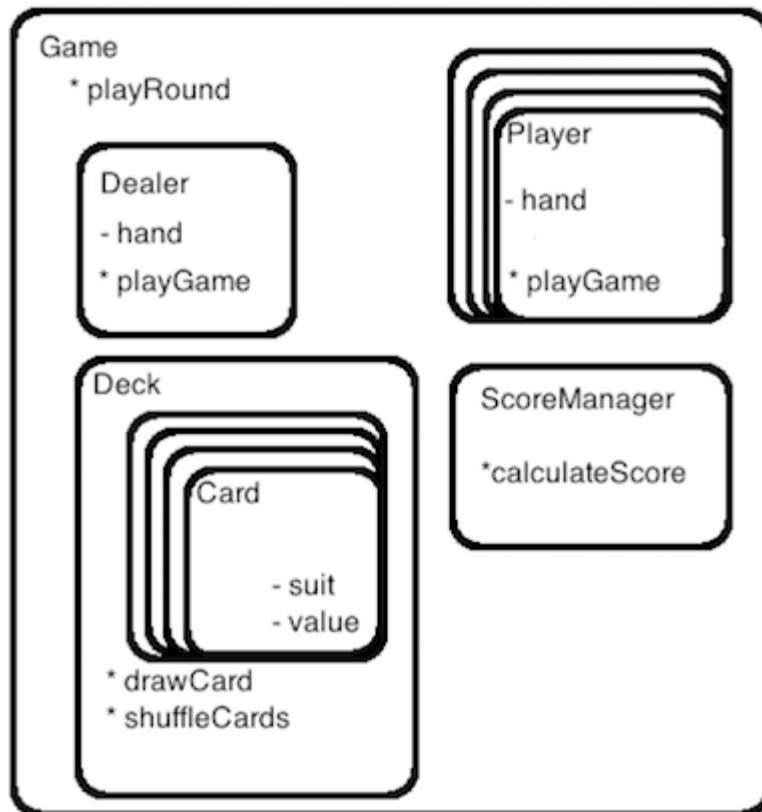 Game
* playRound
Dealer
- hand
* playGame
Player
- hand
* playGame
Deck
Card
- suit
- value
* drawCard
* shuffleCards
ScoreManager
*calculateScore